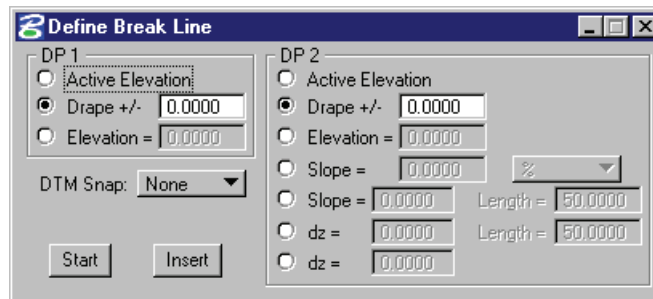 Define Break Line
DP 1
Active Elevation
Drape +/- 0.0000
Elevation = 0.0000
DTM Snap: None
Start Insert
DP 2
Active Elevation
Drape +/- 0.0000
Elevation = 0.0000
Slope = 0.0000 %
Slope = 0.0000 Length = 50.0000
dz = 0.0000 Length = 50.0000
dz = 0.0000